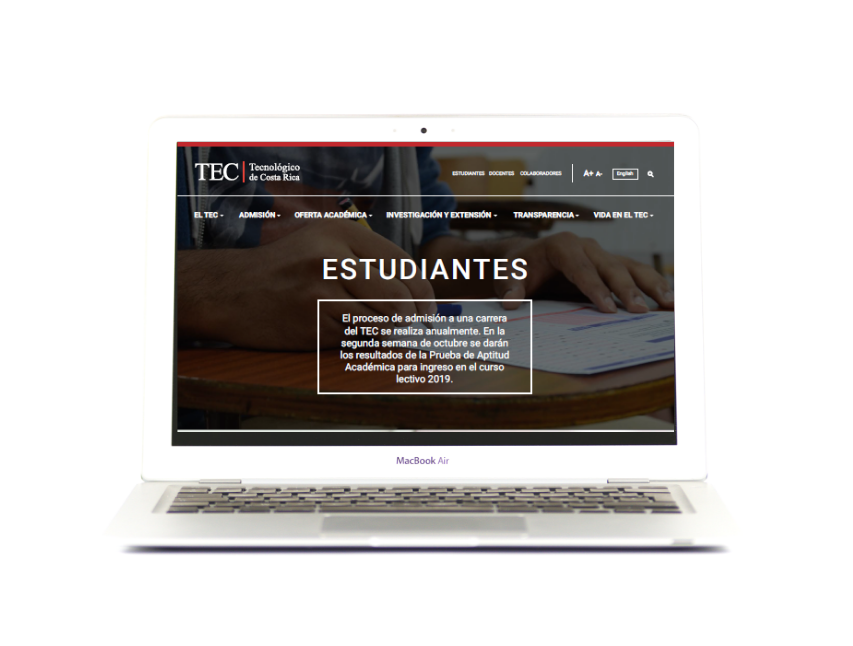 TEC | Tecnológico
de Costa Rica
ESTUDIANTES DOCENTES COLABORADORES
A+ A- English
EL TEC ADMISIÓN OFERTA ACADÉMICA INVESTIGACIÓN Y EXTENSIÓN TRANSPARENCIA VIDA EN EL TEC
ESTUDIANTES
El proceso de admisión a una carrera
del TEC se realiza anualmente. En la
segunda semana de octubre se darán
los resultados de la Prueba de Aptitud
Académica para ingreso en el curso
lectivo 2019.
MacBook Air